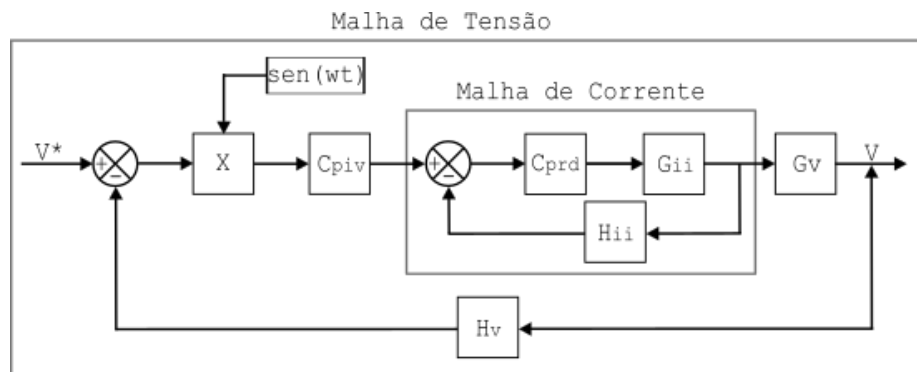 Malha de Tensão
sen(wt)
Malha de Corrente
V*
+
−
X
Cpiv
+
−
Cprd
Gii
Gv
V
Hii
Hv